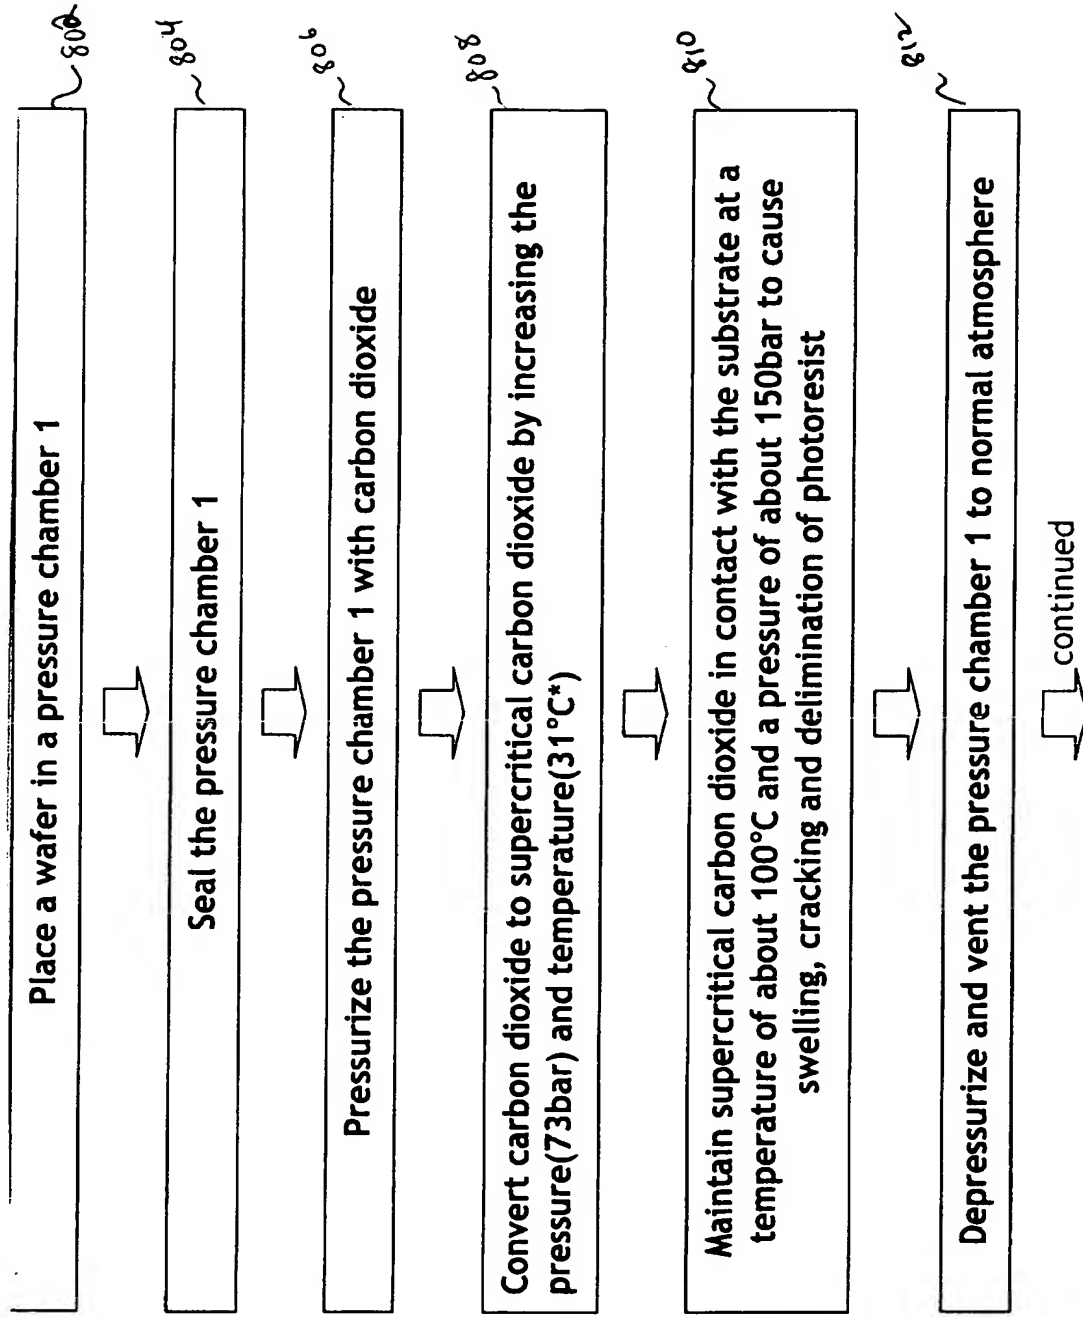 Place a wafer in a pressure chamber 1
802
Seal the pressure chamber 1
804
Pressurize the pressure chamber 1 with carbon dioxide
806
Convert carbon dioxide to supercritical carbon dioxide by increasing the
pressure(73bar) and temperature(31°C*)
808
Maintain supercritical carbon dioxide in contact with the substrate at a
temperature of about 100°C and a pressure of about 150bar to cause
swelling, cracking and delimination of photoresist
810
Depressurize and vent the pressure chamber 1 to normal atmosphere
812
continued